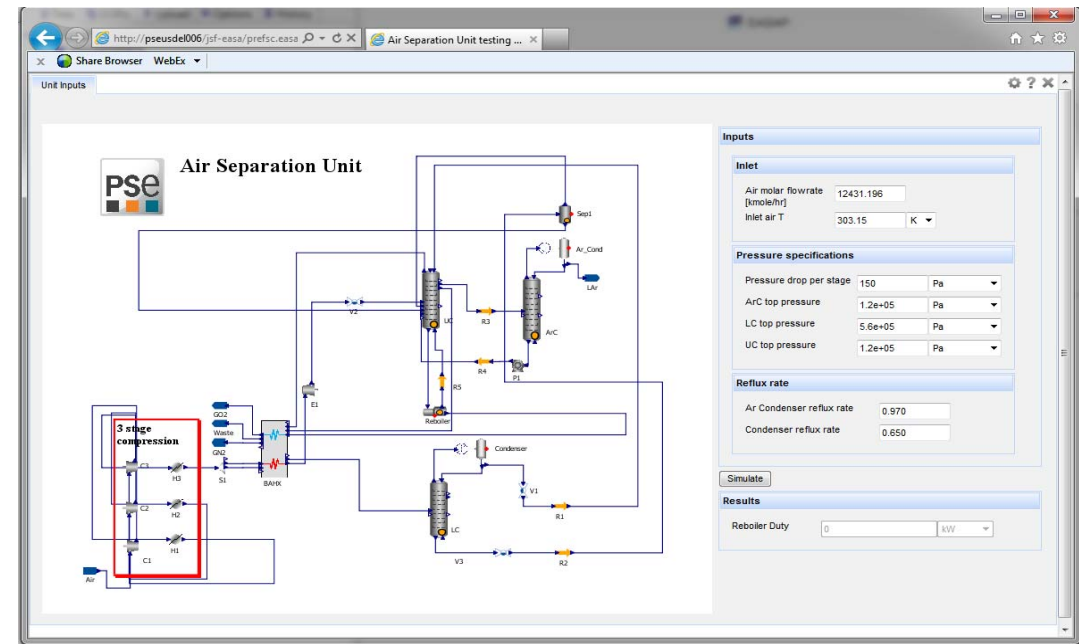 http://pseusdel006/jsf-easa/prefsc.easa
Air Separation Unit testing ...
x Share Browser WebEx
Unit Inputs
PSE
Air Separation Unit
Sep1
Ar_Cond
LAr
V2
UC
R3
ArC
R4
P1
R5
E1
Reboiler
GO2
Waste
GN2
3 stage
compression
C3
H3
S1
BAHX
Condenser
C2
H2
V1
LC
R1
H1
C1
V3
R2
Air
Inputs
Inlet
Air molar flowrate
[kmole/hr]
12431.196
Inlet air T
303.15 K
Pressure specifications
Pressure drop per stage 150 Pa
ArC top pressure 1.2e+05 Pa
LC top pressure 5.6e+05 Pa
UC top pressure 1.2e+05 Pa
Reflux rate
Ar Condenser reflux rate 0.970
Condenser reflux rate 0.650
Simulate
Results
Reboiler Duty 0 kW